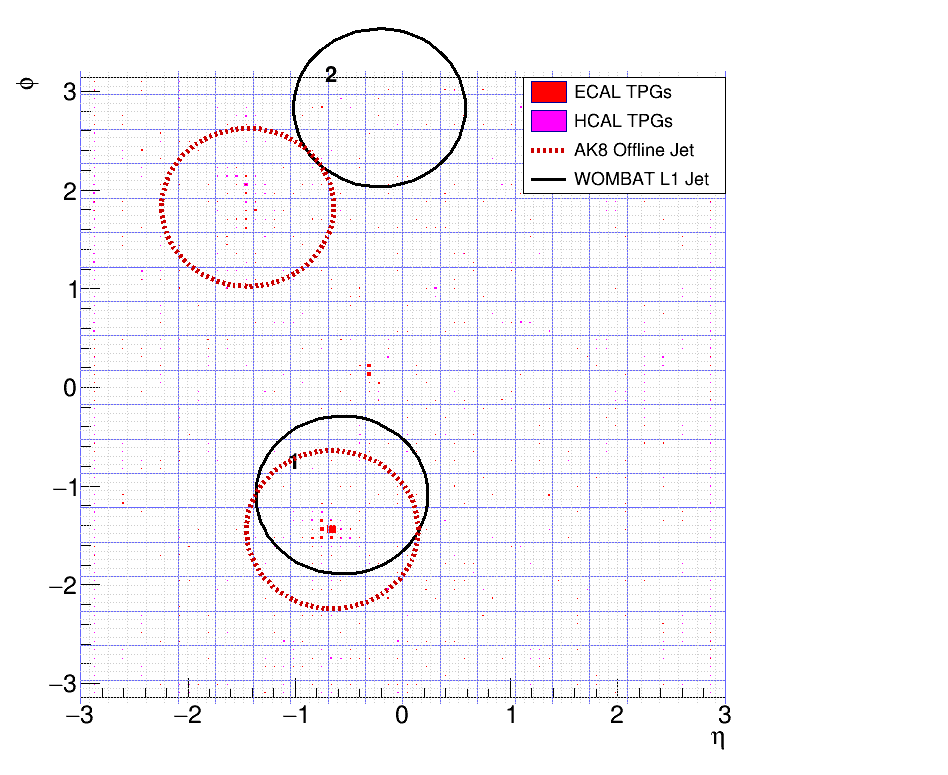 2
ϕ
3
ECAL TPGs
HCAL TPGs
AK8 Offline Jet
WOMBAT L1 Jet
2
1
0
1
−1
−2
−3
−3 −2 −1 0 1 2 3
η